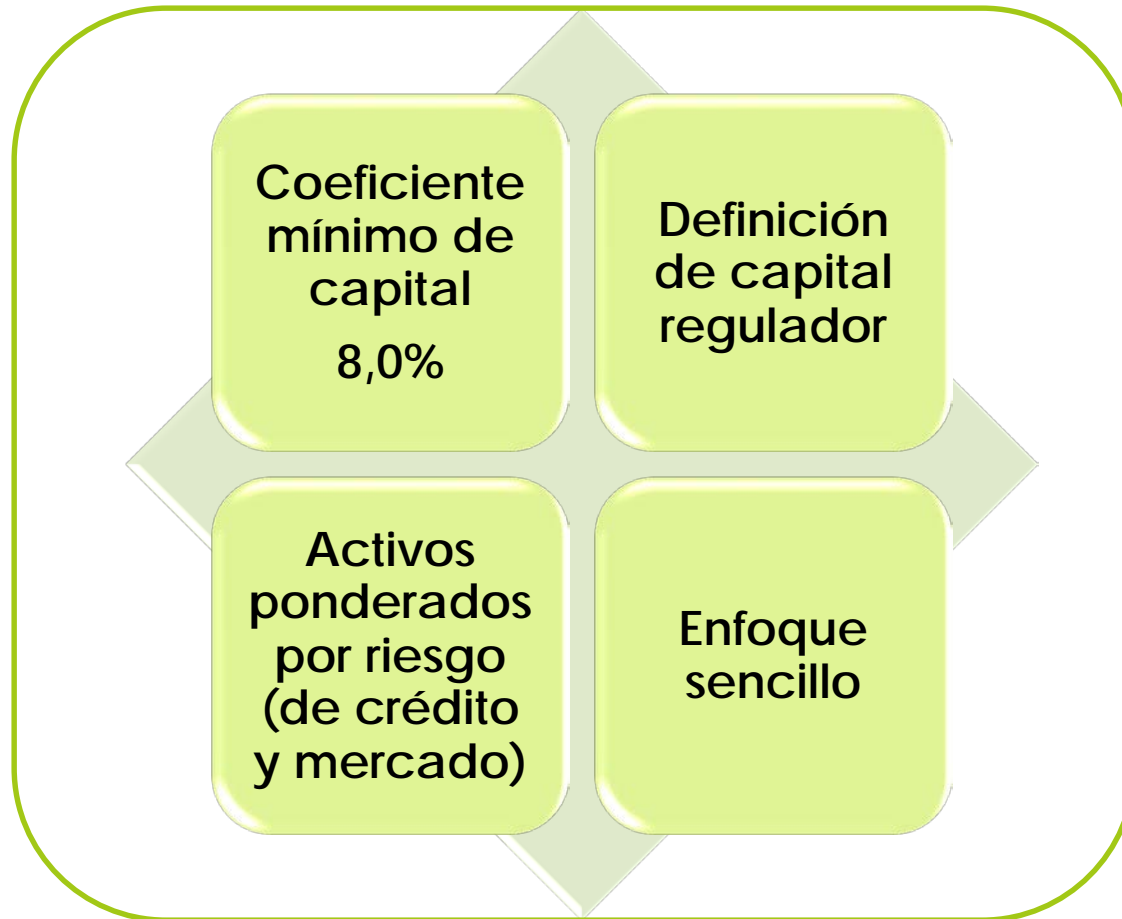 Coeficiente
mínimo de
capital
8,0%
Definición
de capital
regulador
Activos
ponderados
por riesgo
(de crédito
y mercado)
Enfoque
sencillo